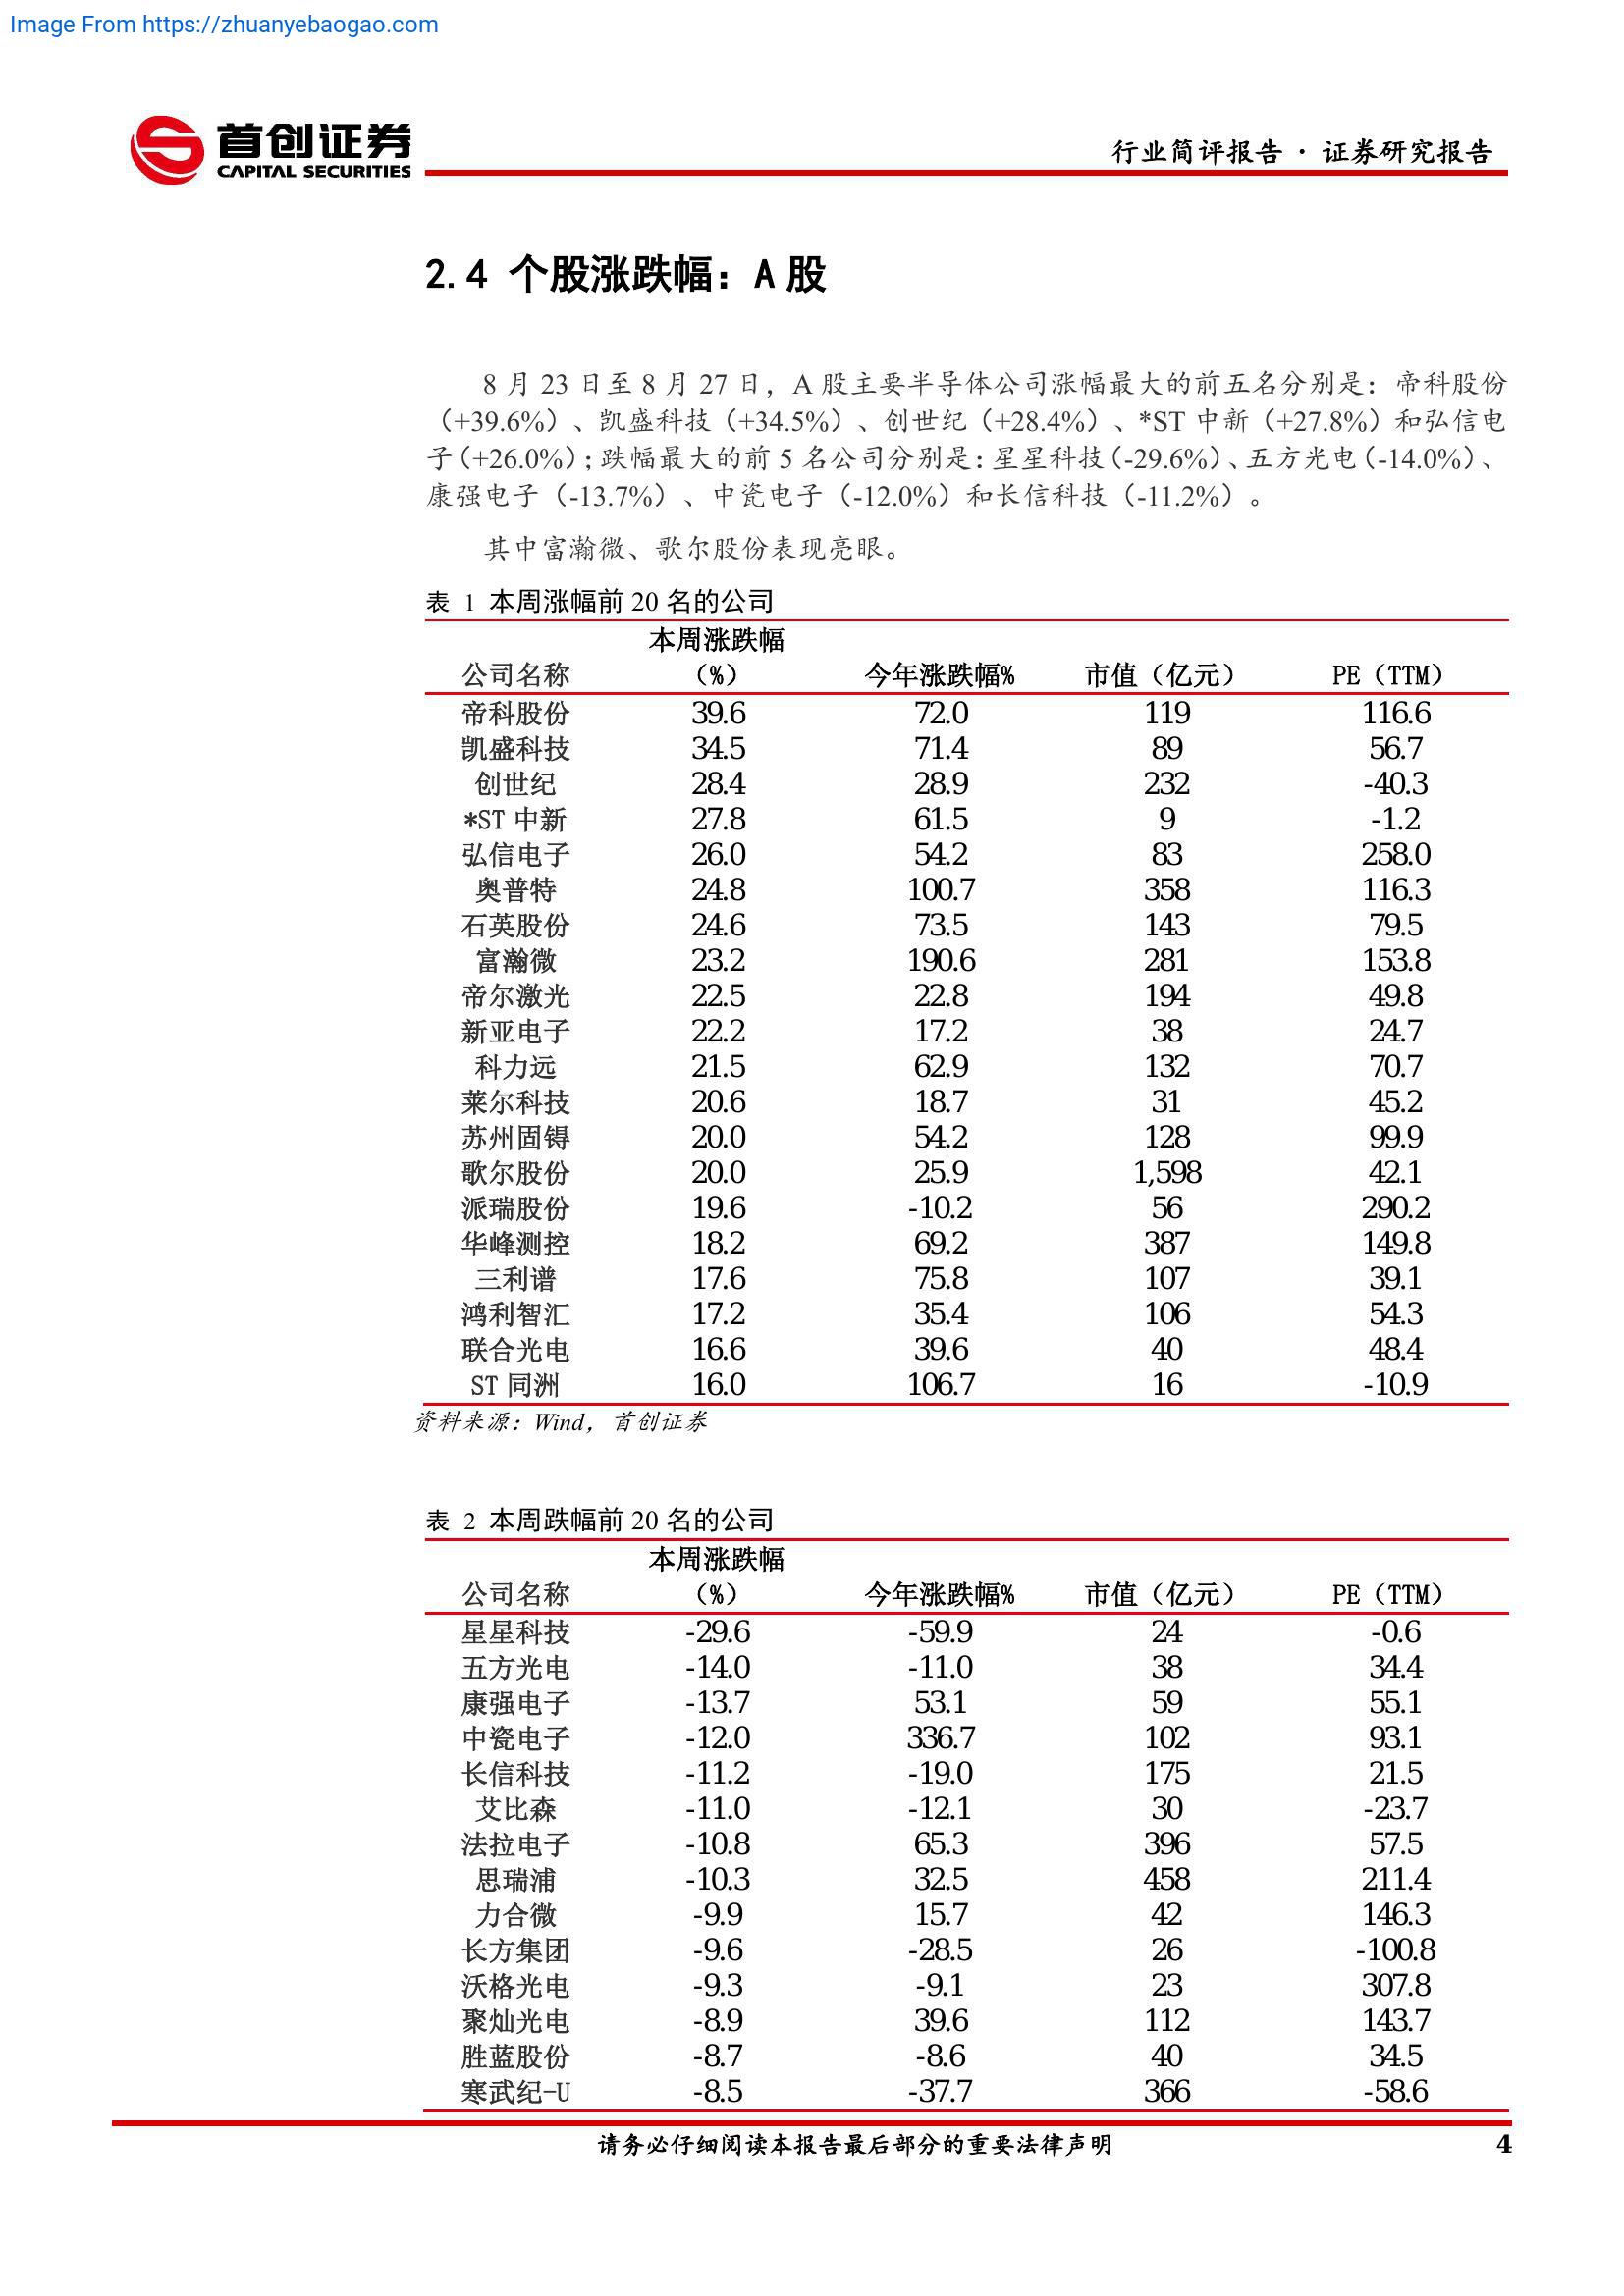 Image From https://zhuanyebaogao.com
首创证券
CAPITAL SECURITIES
行业简评报告 · 证券研究报告
2.4 个股涨跌幅：A 股
8 月 23 日至 8 月 27 日，A 股主要半导体公司涨幅最大的前五名分别是：帝科股份
（+39.6%）、凯盛科技（+34.5%）、创世纪（+28.4%）、*ST 中新（+27.8%）和弘信电
子（+26.0%）；跌幅最大的前 5 名公司分别是：星星科技（-29.6%）、五方光电（-14.0%）、
康强电子（-13.7%）、中瓷电子（-12.0%）和长信科技（-11.2%）。
其中富瀚微、歌尔股份表现亮眼。
表 1 本周涨幅前 20 名的公司
本周涨跌幅
公司名称 （%） 今年涨跌幅% 市值（亿元） PE（TTM）
帝科股份 39.6 72.0 119 116.6
凯盛科技 34.5 71.4 89 56.7
创世纪 28.4 28.9 232 -40.3
*ST 中新 27.8 61.5 9 -1.2
弘信电子 26.0 54.2 83 258.0
奥普特 24.8 100.7 358 116.3
石英股份 24.6 73.5 143 79.5
富瀚微 23.2 190.6 281 153.8
帝尔激光 22.5 22.8 194 49.8
新亚电子 22.2 17.2 38 24.7
科力远 21.5 62.9 132 70.7
莱尔科技 20.6 18.7 31 45.2
苏州固锝 20.0 54.2 128 99.9
歌尔股份 20.0 25.9 1,598 42.1
派瑞股份 19.6 -10.2 56 290.2
华峰测控 18.2 69.2 387 149.8
三利谱 17.6 75.8 107 39.1
鸿利智汇 17.2 35.4 106 54.3
联合光电 16.6 39.6 40 48.4
ST 同洲 16.0 106.7 16 -10.9
资料来源：Wind，首创证券
表 2 本周跌幅前 20 名的公司
本周涨跌幅
公司名称 （%） 今年涨跌幅% 市值（亿元） PE（TTM）
星星科技 -29.6 -59.9 24 -0.6
五方光电 -14.0 -11.0 38 34.4
康强电子 -13.7 53.1 59 55.1
中瓷电子 -12.0 336.7 102 93.1
长信科技 -11.2 -19.0 175 21.5
艾比森 -11.0 -12.1 30 -23.7
法拉电子 -10.8 65.3 396 57.5
思瑞浦 -10.3 32.5 458 211.4
力合微 -9.9 15.7 42 146.3
长方集团 -9.6 -28.5 26 -100.8
沃格光电 -9.3 -9.1 23 307.8
聚灿光电 -8.9 39.6 112 143.7
胜蓝股份 -8.7 -8.6 40 34.5
寒武纪-U -8.5 -37.7 366 -58.6
请务必仔细阅读本报告最后部分的重要法律声明 4